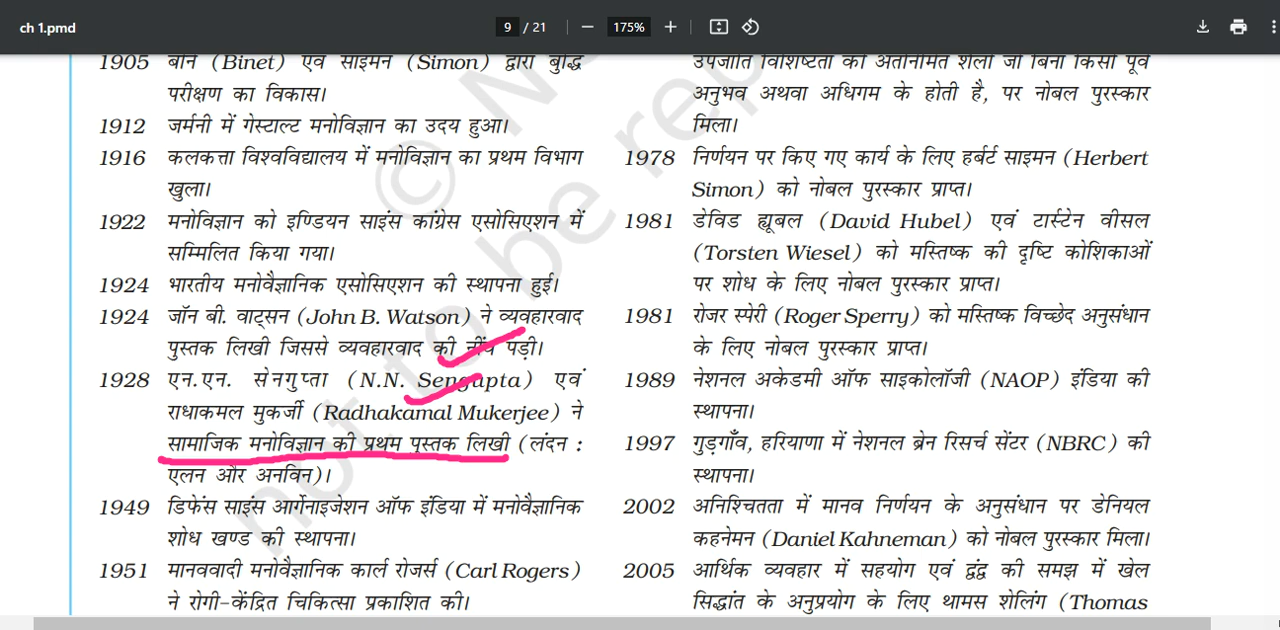 ch 1.pmd
9 / 21
175%
1905 बीने (Binet) एवं साइमन (Simon) द्वारा बुद्धि
परीक्षण का विकास।
1912 जर्मनी में गेस्टाल्ट मनोविज्ञान का उदय हुआ।
1916 कलकत्ता विश्वविद्यालय में मनोविज्ञान का प्रथम विभाग
खुला।
1922 मनोविज्ञान को इण्डियन साइंस कांग्रेस एसोसिएशन में
सम्मिलित किया गया।
1924 भारतीय मनोवैज्ञानिक एसोसिएशन की स्थापना हुई।
1924 जॉन बी. वाट्सन (John B. Watson) ने व्यवहारवाद
पुस्तक लिखी जिससे व्यवहारवाद की नींव पड़ी।
1928 एन.एन. सेनगुप्ता (N.N. Sengupta) एवं
राधाकमल मुकर्जी (Radhakamal Mukerjee) ने
सामाजिक मनोविज्ञान की प्रथम पुस्तक लिखी (लंदन :
एलन और अनविन)।
1949 डिफेंस साइंस आर्गेनाइजेशन ऑफ इंडिया में मनोवैज्ञानिक
शोध खण्ड की स्थापना।
1951 मानववादी मनोवैज्ञानिक कार्ल रोजर्स (Carl Rogers)
ने रोगी-केंद्रित चिकित्सा प्रकाशित की।
उपजाति विशिष्टता की अंतर्निमित शैली जो बिना किसी पूर्व
अनुभव अथवा अधिगम के होती है, पर नोबल पुरस्कार
मिला।
1978 निर्णयन पर किए गए कार्य के लिए हर्बर्ट साइमन (Herbert
Simon) को नोबल पुरस्कार प्राप्त।
1981 डेविड ह्यूबल (David Hubel) एवं टार्स्टेन वीसल
(Torsten Wiesel) को मस्तिष्क की दृष्टि कोशिकाओं
पर शोध के लिए नोबल पुरस्कार प्राप्त।
1981 रोजर स्पेरी (Roger Sperry) को मस्तिष्क विच्छेद अनुसंधान
के लिए नोबल पुरस्कार प्राप्त।
1989 नेशनल अकेडमी ऑफ साइकोलॉजी (NAOP) इंडिया की
स्थापना।
1997 गुड़गाँव, हरियाणा में नेशनल ब्रेन रिसर्च सेंटर (NBRC) की
स्थापना।
2002 अनिश्चितता में मानव निर्णयन के अनुसंधान पर डेनियल
कहनेमन (Daniel Kahneman) को नोबल पुरस्कार मिला।
2005 आर्थिक व्यवहार में सहयोग एवं द्वंद्व की समझ में खेल
सिद्धांत के अनुप्रयोग के लिए थामस शेलिंग (Thomas
© N
not to be rep